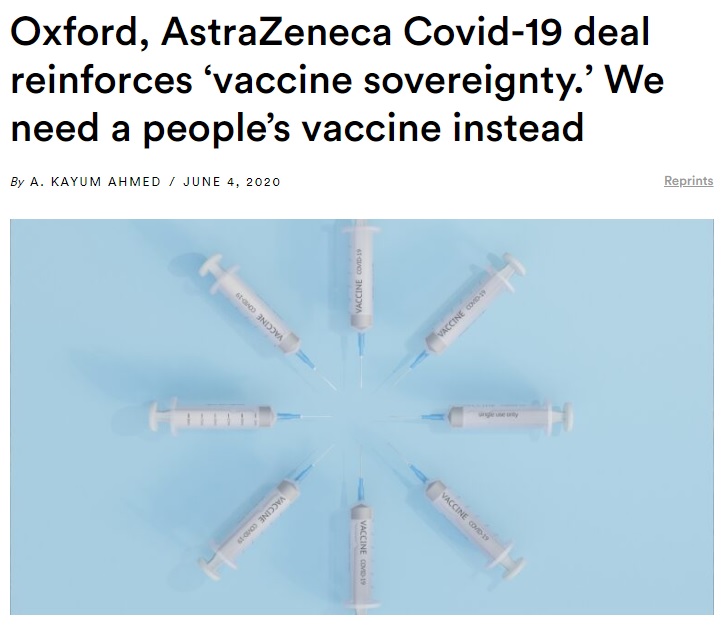 Oxford, AstraZeneca Covid-19 deal
reinforces ‘vaccine sovereignty.’ We
need a people’s vaccine instead
By A. KAYUM AHMED / JUNE 4, 2020
Reprints
VACCINE COVID-19
VACCINE COVID-19
VACCINE COVID-19
single use only
VACCINE COVID-19
VACCINE COVID-19
VACCINE COVID-19